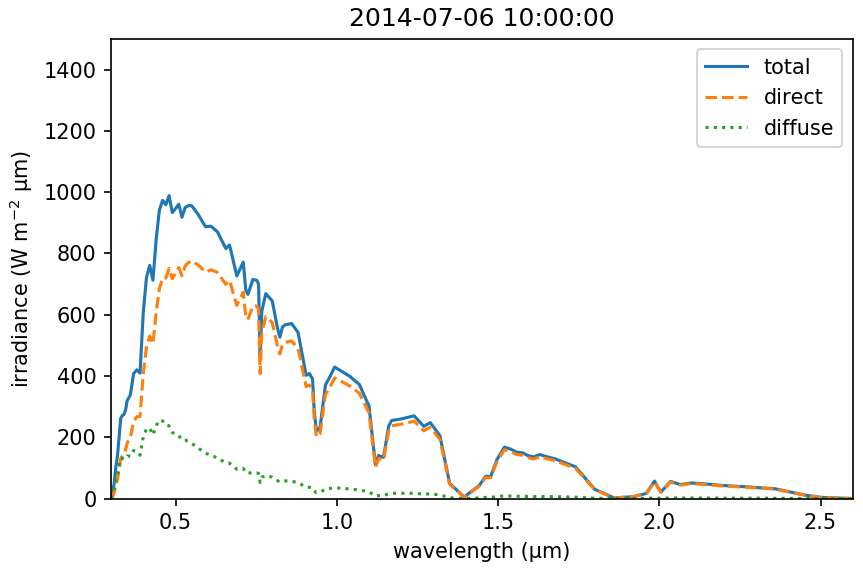 2014-07-06 10:00:00
total
direct
diffuse
1400
1200
1000
800
600
400
200
0
irradiance (W m⁻² μm)
0.5 1.0 1.5 2.0 2.5
wavelength (μm)